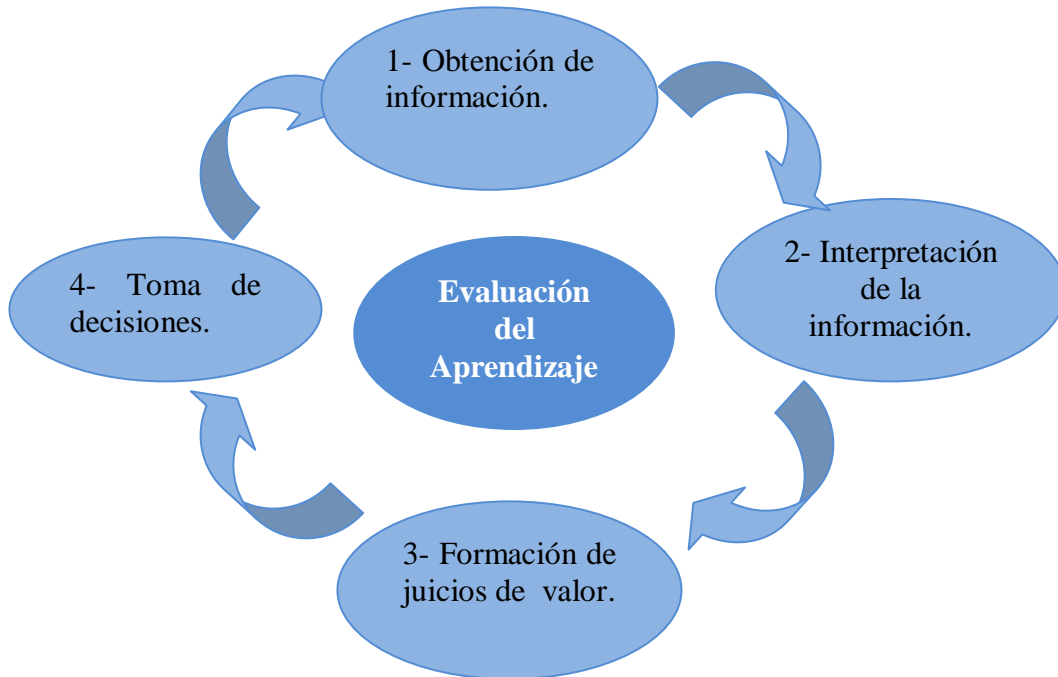 1- Obtención de
información.
2- Interpretación
de la
información.
Evaluación
del
Aprendizaje
4- Toma de
decisiones.
3- Formación de
juicios de valor.